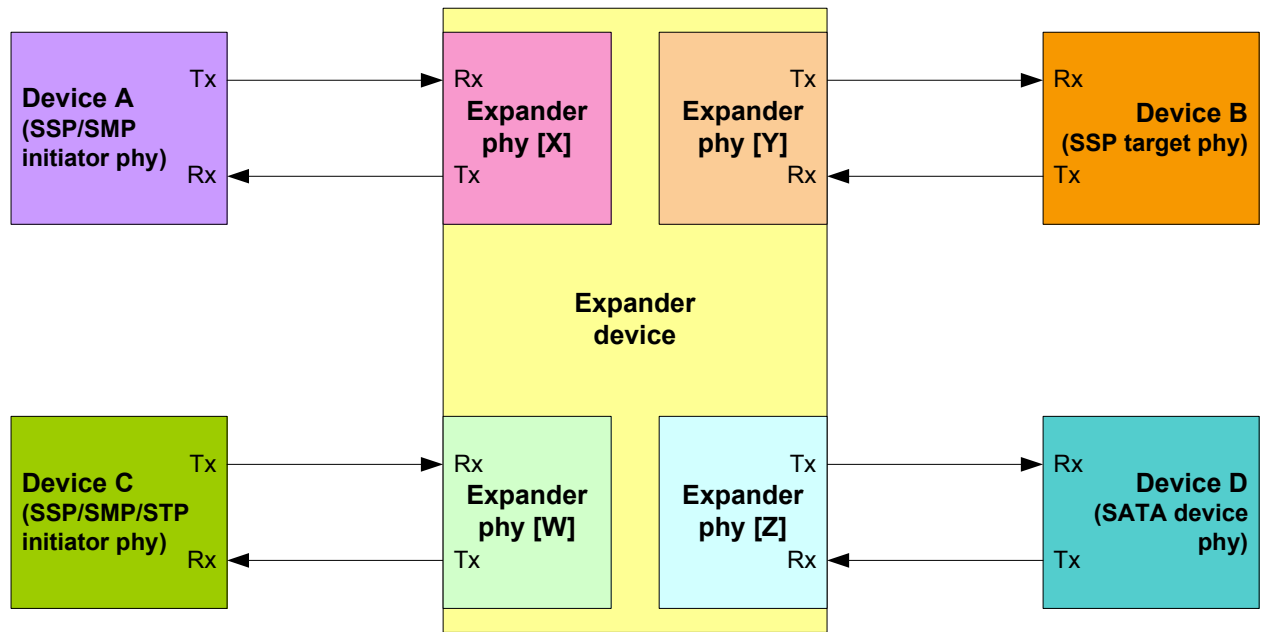 Device A
(SSP/SMP
initiator phy)
Tx
Rx
Rx
Expander
phy [X]
Tx
Tx
Expander
phy [Y]
Rx
Rx
Device B
(SSP target phy)
Tx
Expander
device
Device C
(SSP/SMP/STP
initiator phy)
Tx
Rx
Rx
Expander
phy [W]
Tx
Tx
Expander
phy [Z]
Rx
Rx
Device D
(SATA device
phy)
Tx